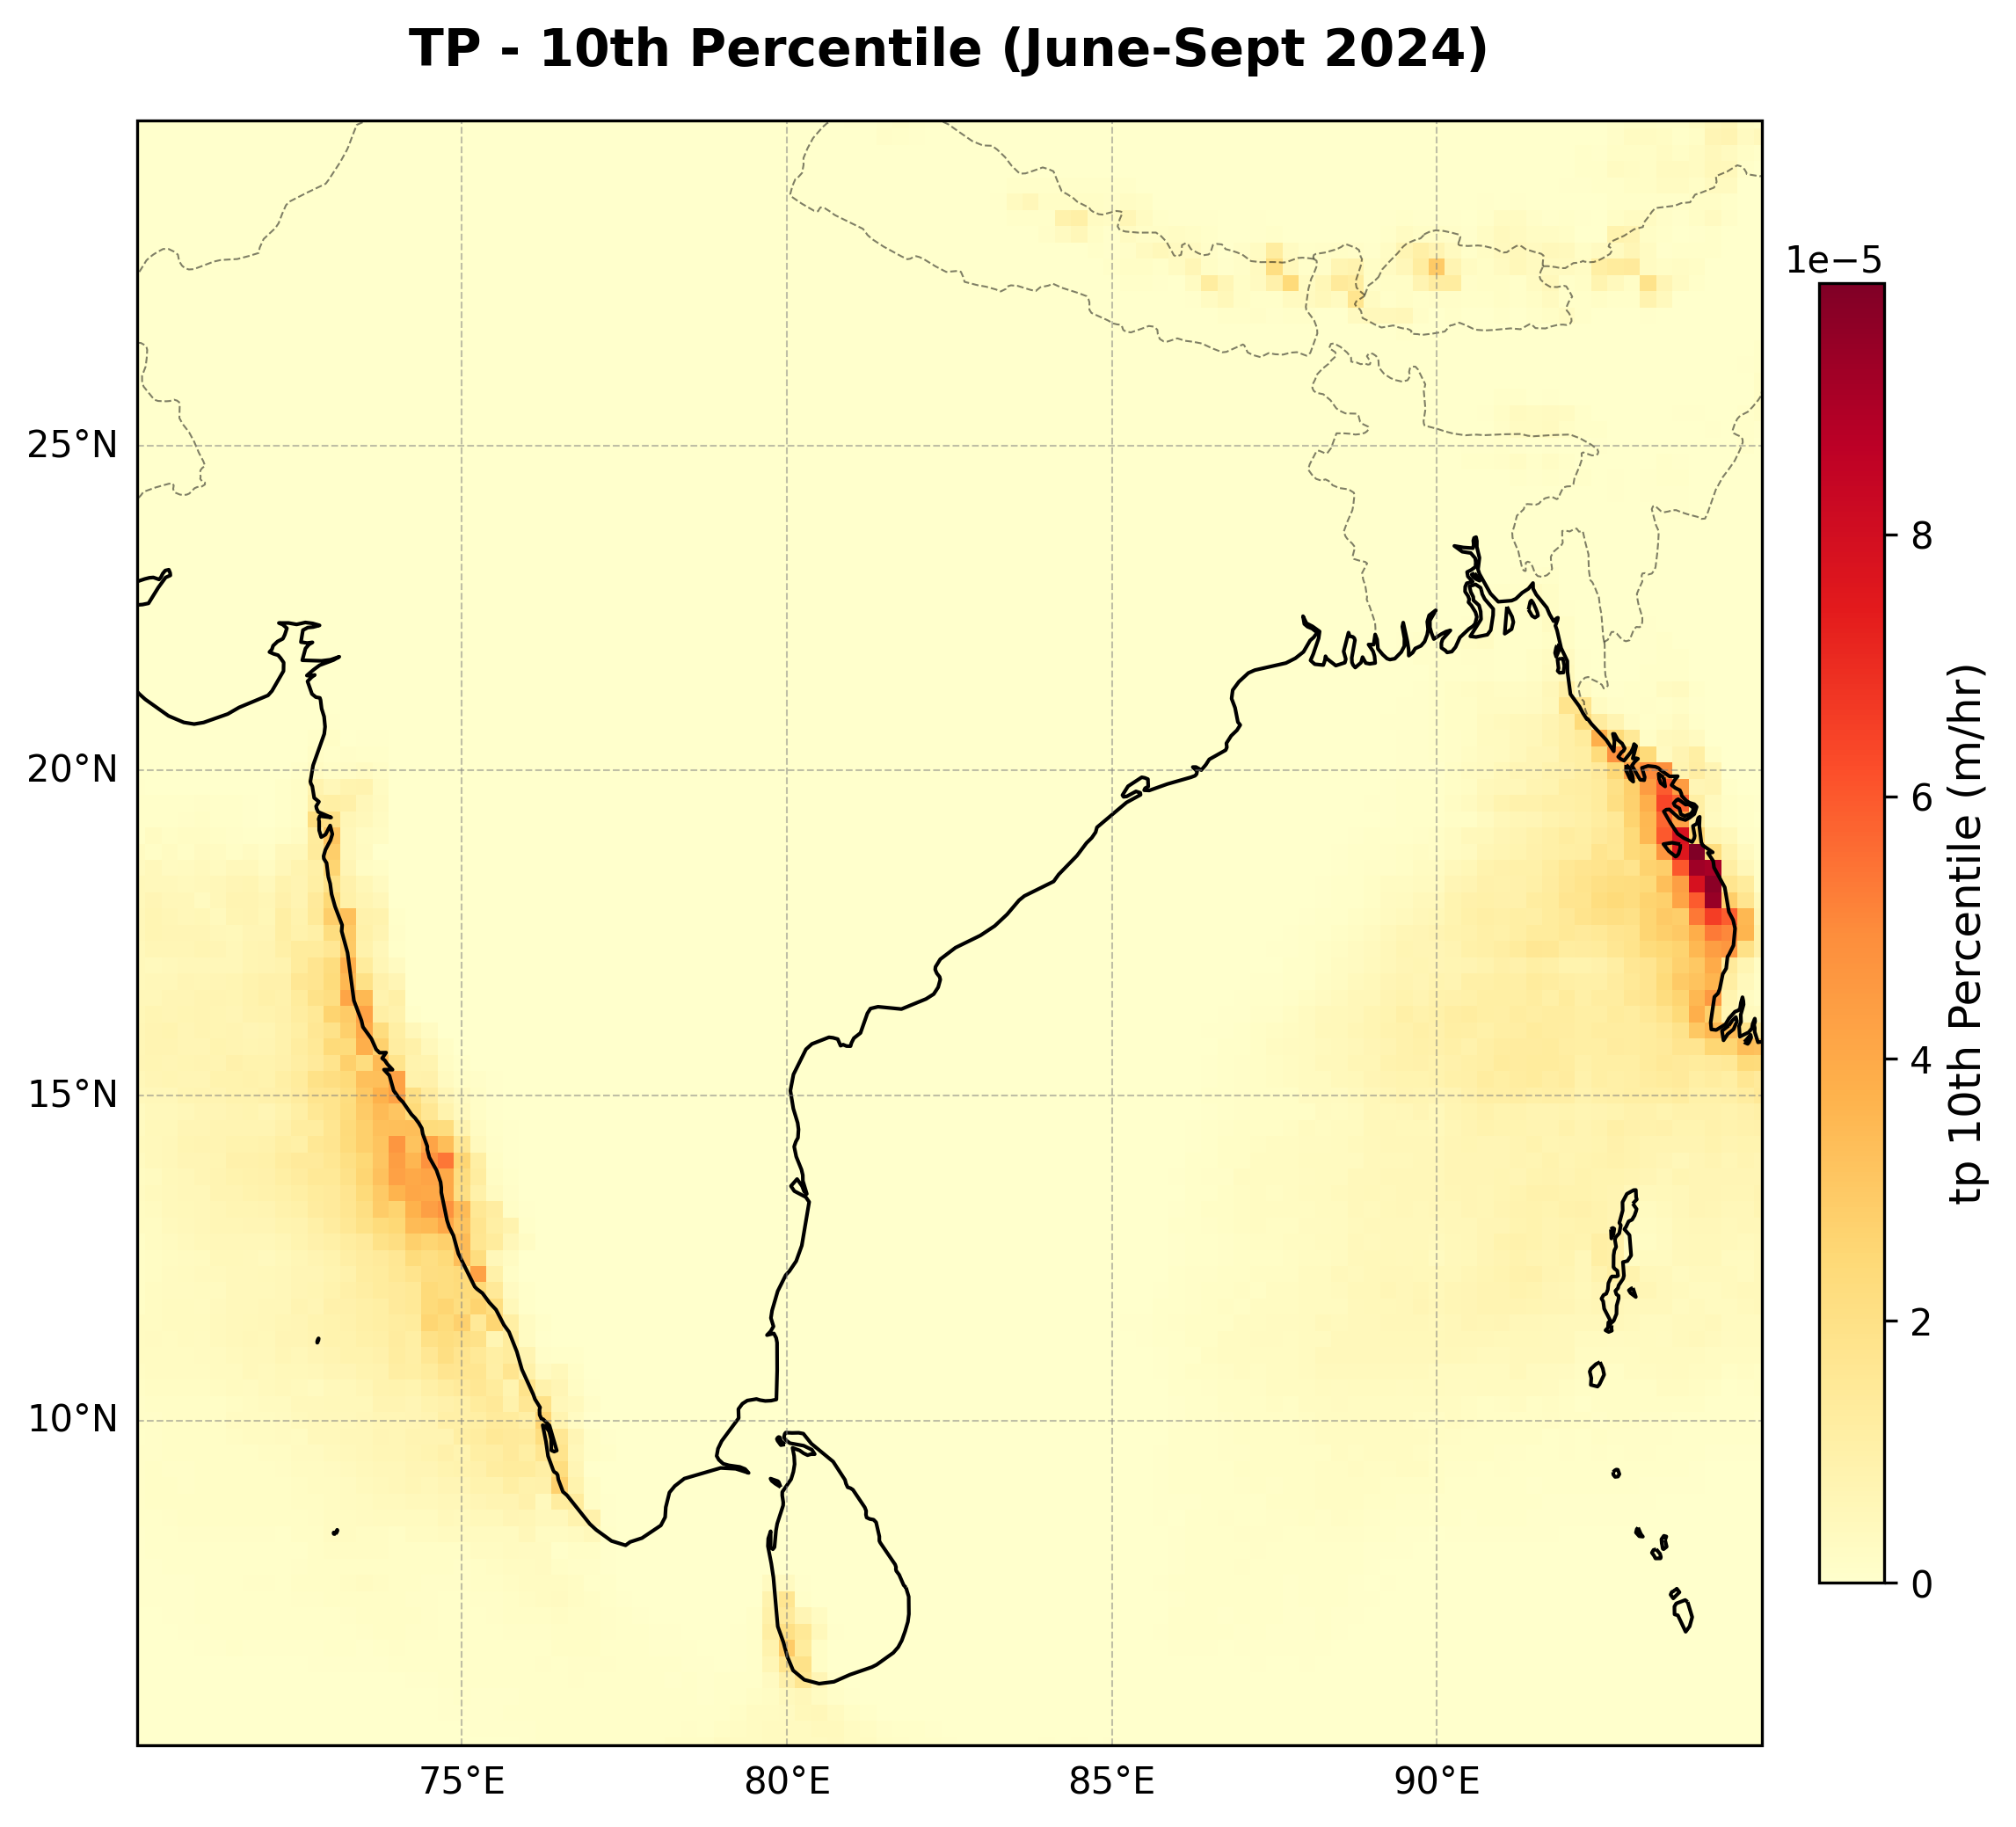 TP - 10th Percentile (June-Sept 2024)
1e−5
25°N
20°N
15°N
10°N
75°E
80°E
85°E
90°E
8
6
4
2
0
tp 10th Percentile (m/hr)